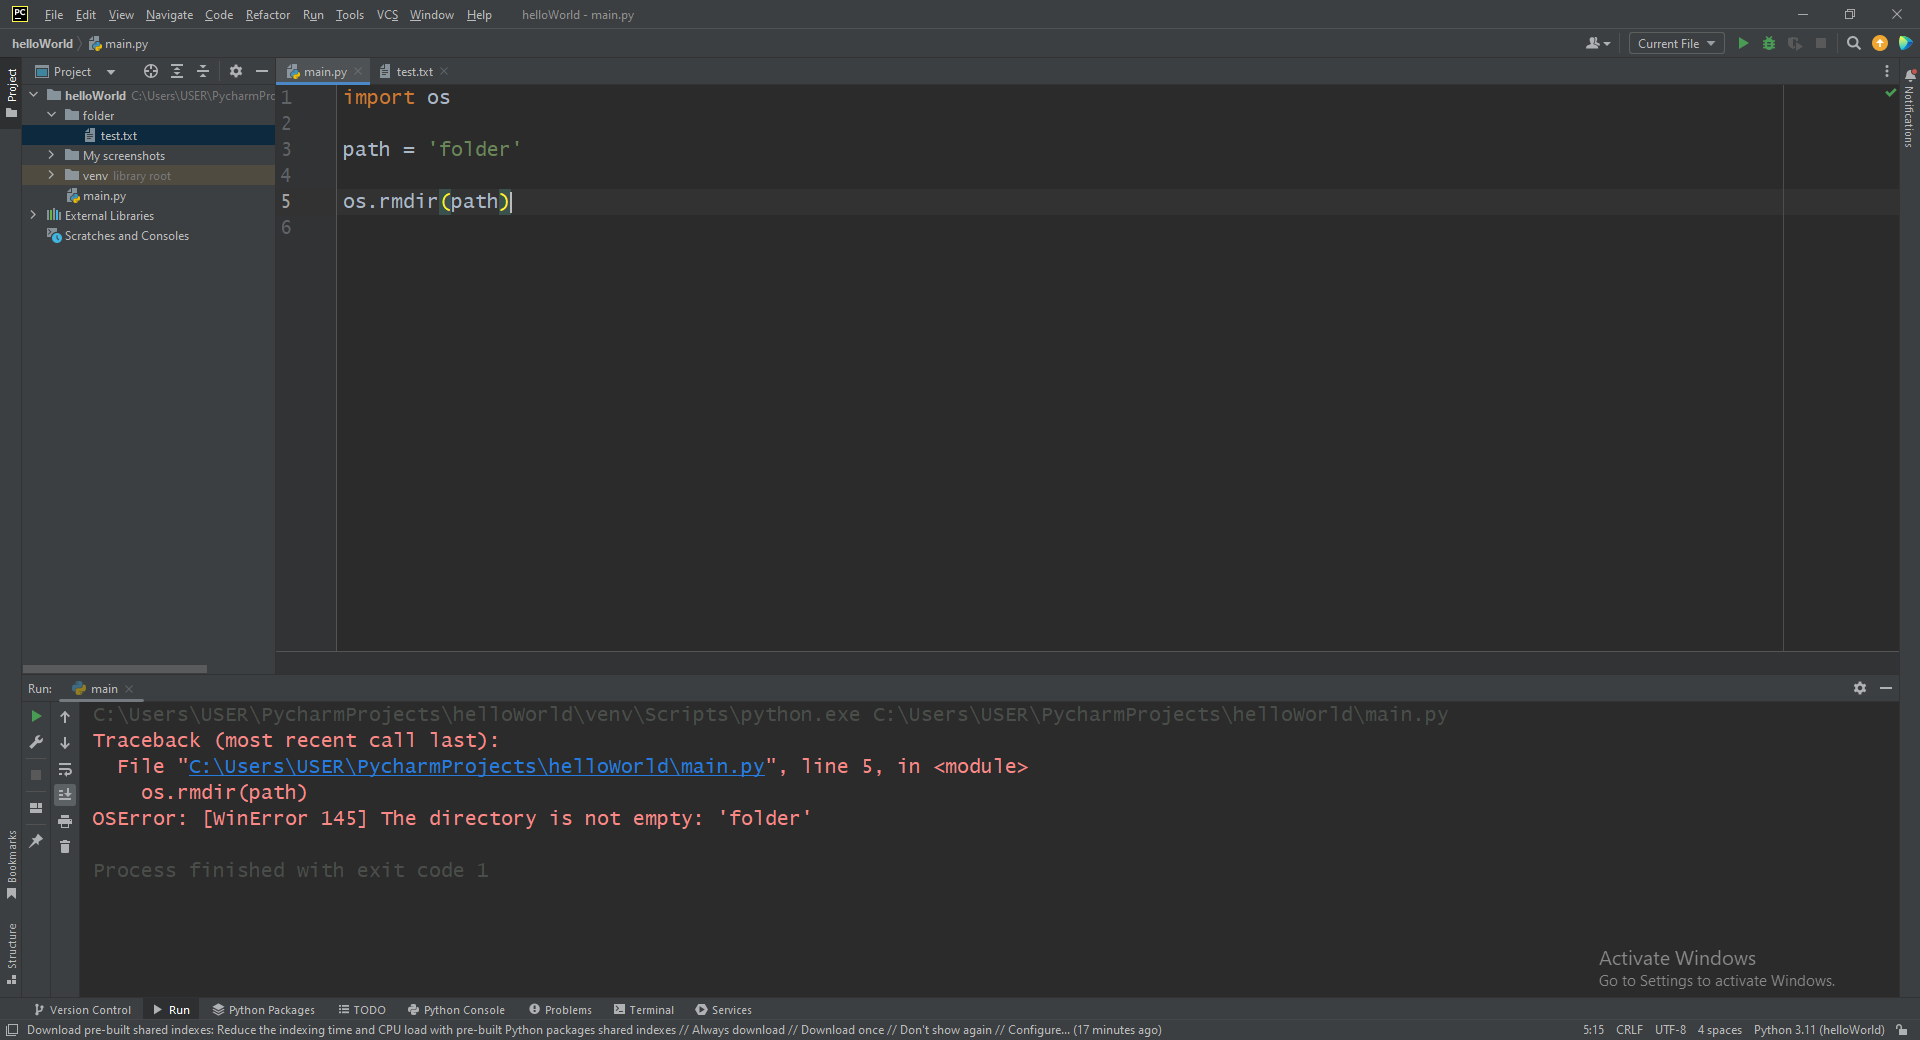 PC File Edit View Navigate Code Refactor Run Tools VCS Window Help helloWorld - main.py
helloWorld main.py Current File
Project
Project
main.py test.txt
helloWorld C:\Users\USER\PycharmPro
folder
test.txt
My screenshots
venv library root
main.py
External Libraries
Scratches and Consoles
1 import os
2
3 path = 'folder'
4
5 os.rmdir(path)
6
Notifications
Run: main
C:\Users\USER\PycharmProjects\helloWorld\venv\Scripts\python.exe C:\Users\USER\PycharmProjects\helloWorld\main.py
Traceback (most recent call last):
File "C:\Users\USER\PycharmProjects\helloWorld\main.py", line 5, in <module>
os.rmdir(path)
OSError: [WinError 145] The directory is not empty: 'folder'
Process finished with exit code 1
Bookmarks
Structure
Activate Windows
Go to Settings to activate Windows.
Version Control Run Python Packages TODO Python Console Problems Terminal Services
Download pre-built shared indexes: Reduce the indexing time and CPU load with pre-built Python packages shared indexes // Always download // Download once // Don't show again // Configure... (17 minutes ago) 5:15 CRLF UTF-8 4 spaces Python 3.11 (helloWorld)